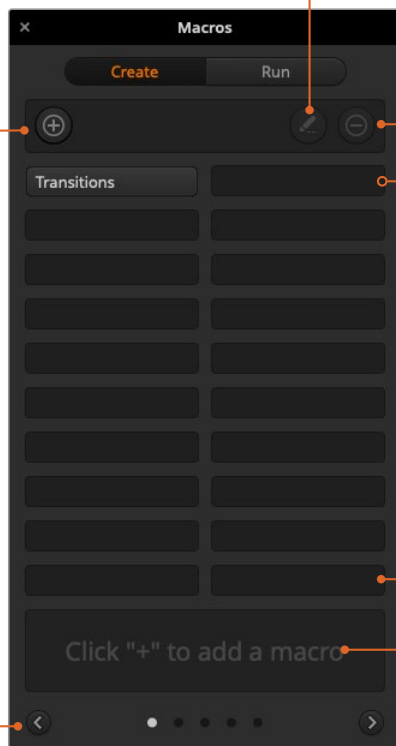 Macros
Create
Run
Transitions
Click "+" to add a macro